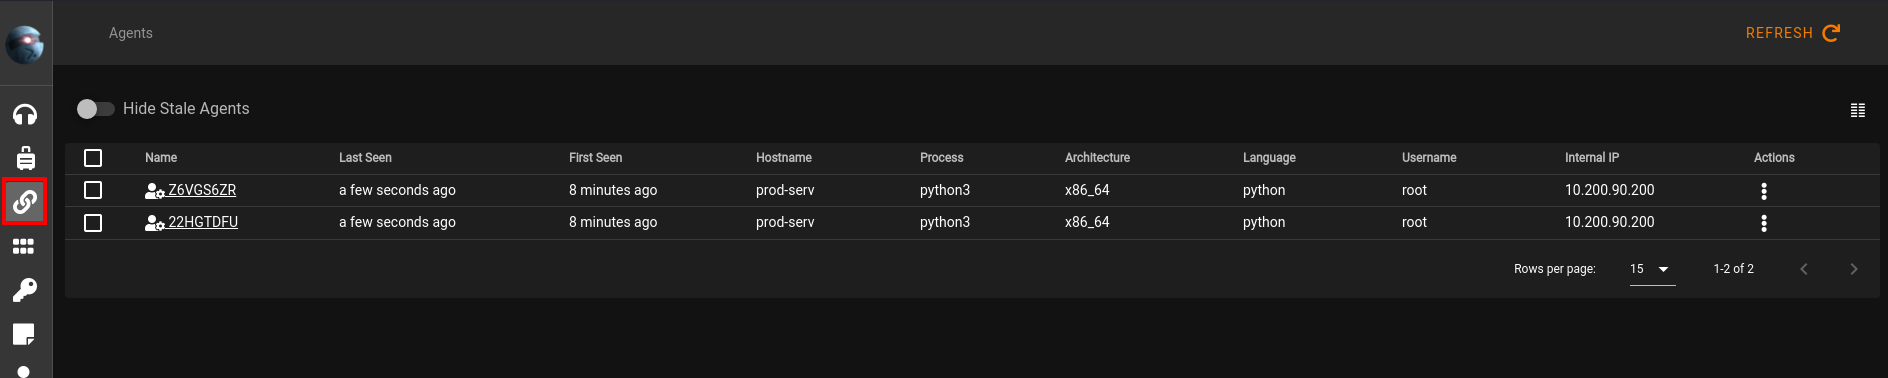 Agents
REFRESH
Hide Stale Agents
Name Last Seen First Seen Hostname Process Architecture Language Username Internal IP Actions
Z6VGS6ZR a few seconds ago 8 minutes ago prod-serv python3 x86_64 python root 10.200.90.200
22HGTDFU a few seconds ago 8 minutes ago prod-serv python3 x86_64 python root 10.200.90.200
Rows per page: 15 1-2 of 2